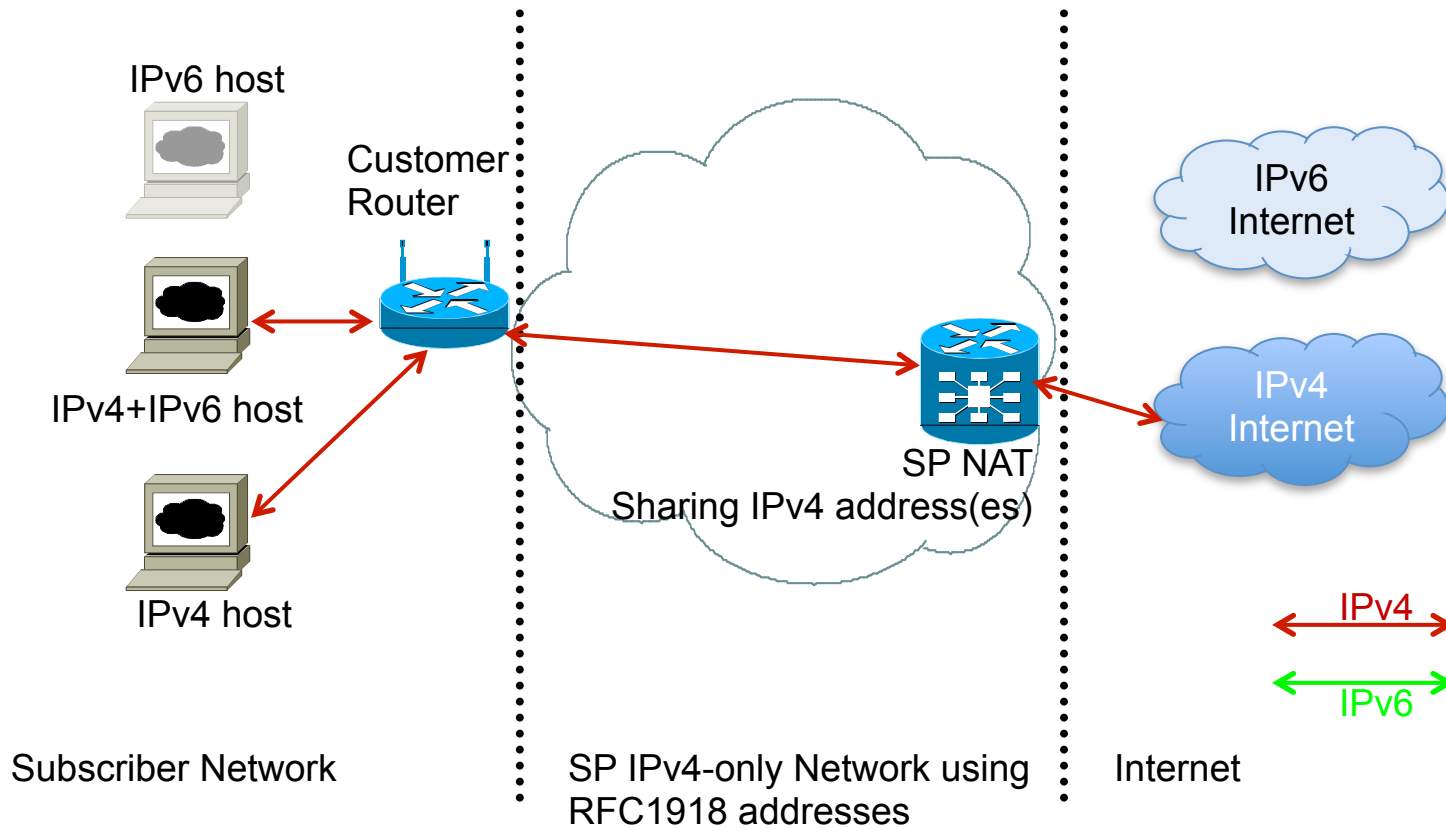 IPv6 host
Customer
Router
IPv6
Internet
IPv4+IPv6 host
IPv4
Internet
SP NAT
Sharing IPv4 address(es)
IPv4 host
IPv4
IPv6
Subscriber Network
SP IPv4-only Network using
RFC1918 addresses
Internet